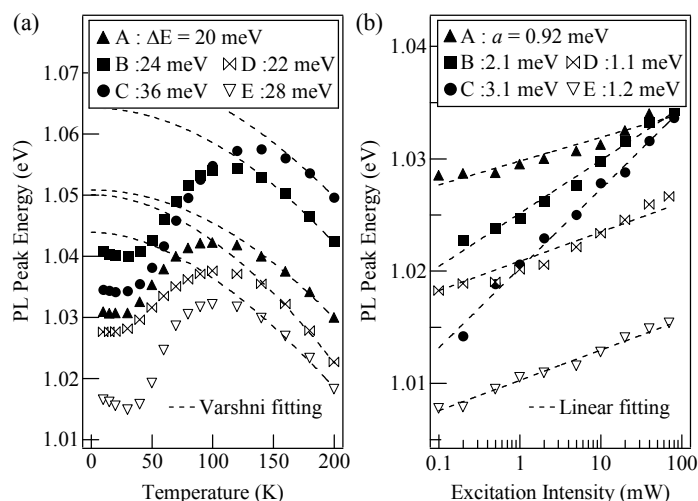 (a)
A : ΔE = 20 meV
B :24 meV D :22 meV
C :36 meV E :28 meV
1.07
1.06
1.05
1.04
1.03
1.02
1.01
PL Peak Energy (eV)
Varshni fitting
0 50 100 150 200
Temperature (K)
(b)
A : a = 0.92 meV
B :2.1 meV D :1.1 meV
C :3.1 meV E :1.2 meV
1.04
1.03
1.02
1.01
PL Peak Energy (eV)
Linear fitting
0.1 1 10 100
Excitation Intensity (mW)